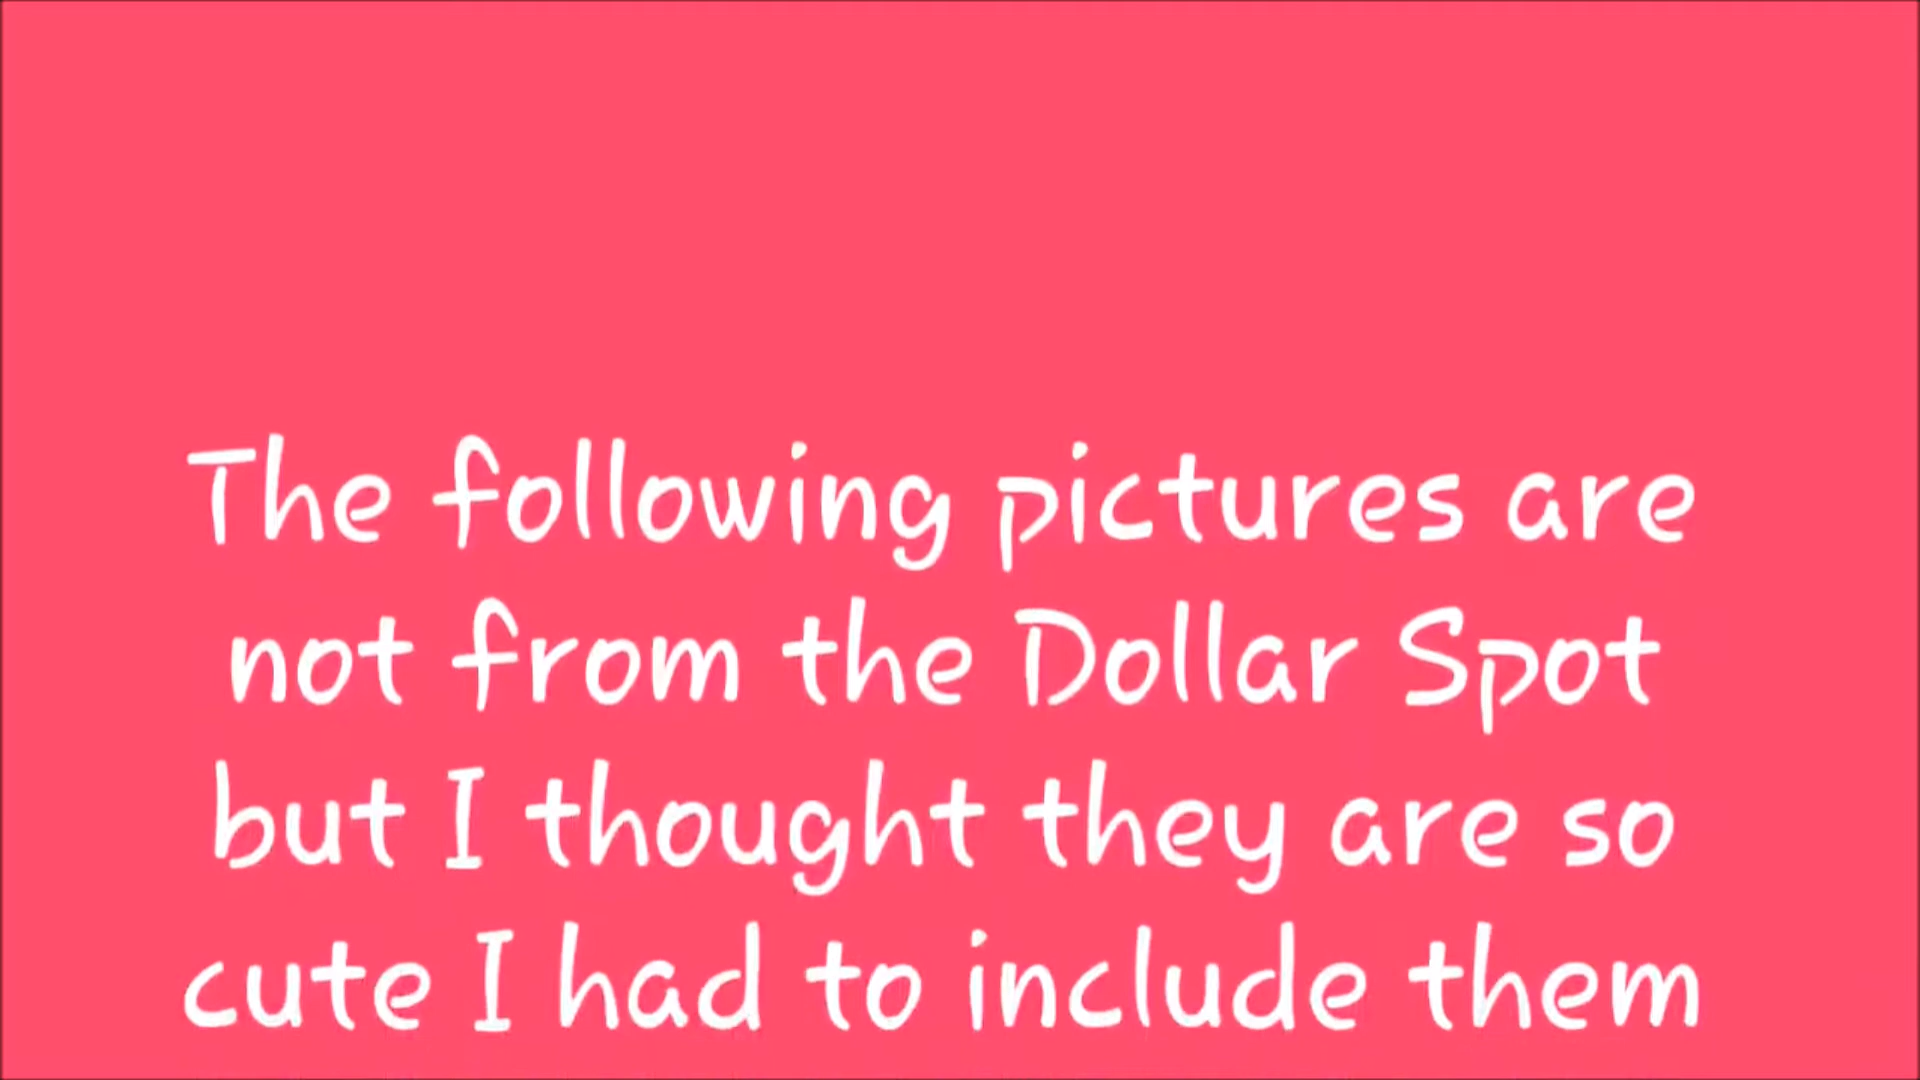 The following pictures are
not from the Dollar Spot
but I thought they are so
cute I had to include them